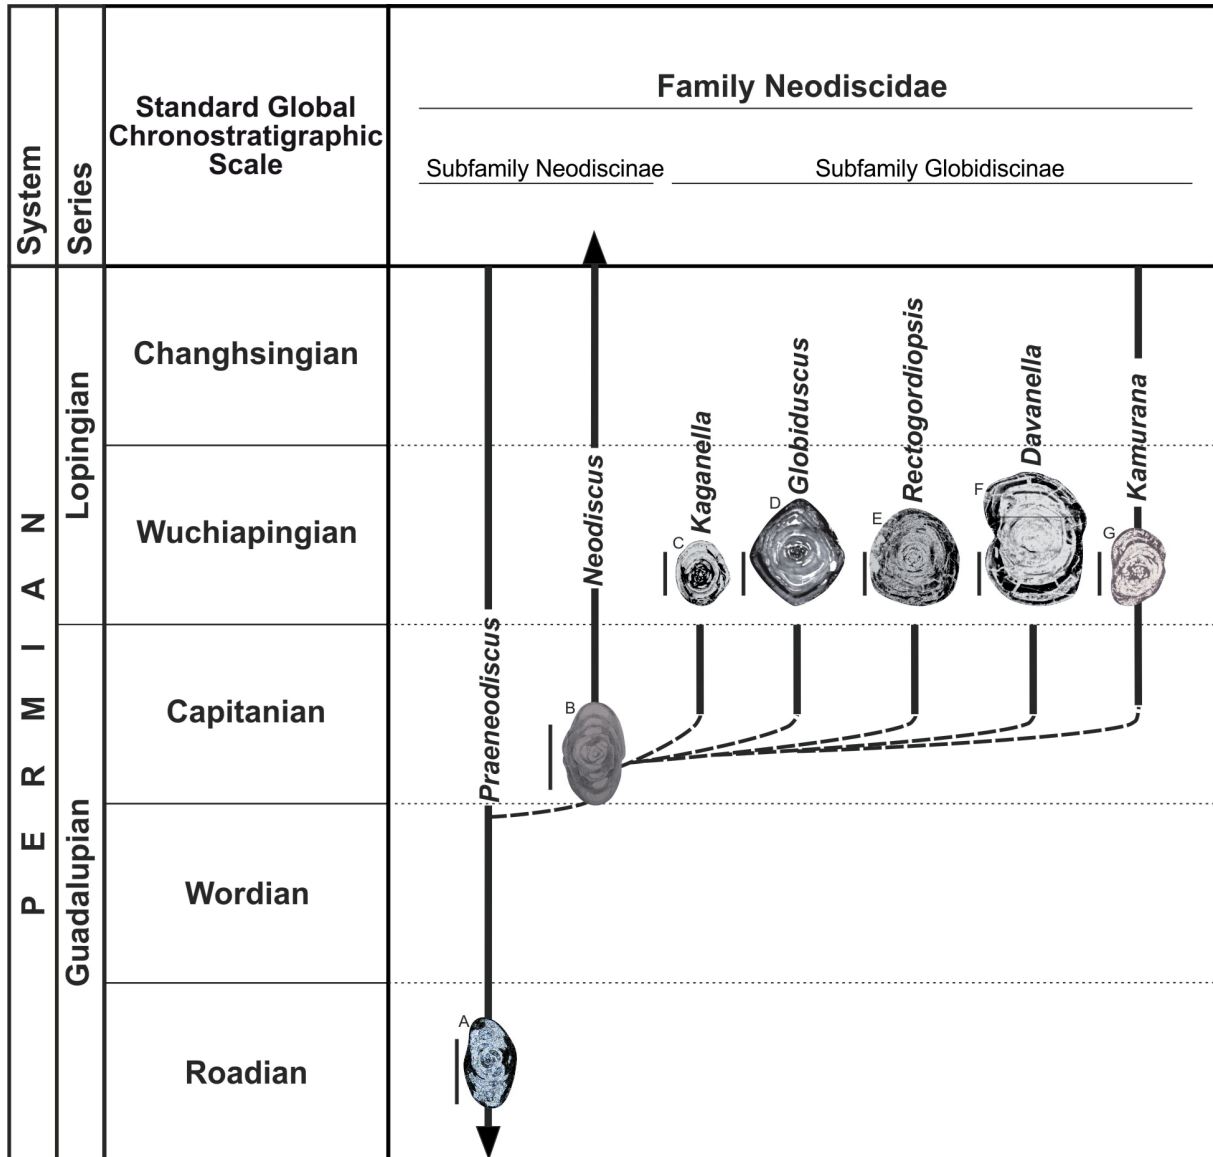 System
Series
Standard Global
Chronostratigraphic
Scale
Family Neodiscidae
Subfamily Neodiscinae
Subfamily Globidiscinae
PERMIAN
Lopingian
Guadalupian
Changhsingian
Wuchiapingian
Capitanian
Wordian
Roadian
Praeneodiscus
Neodiscus
Kaganella
Globiduscus
Rectogordiopsis
Davanella
Kamurana
A
B
C
D
E
F
G